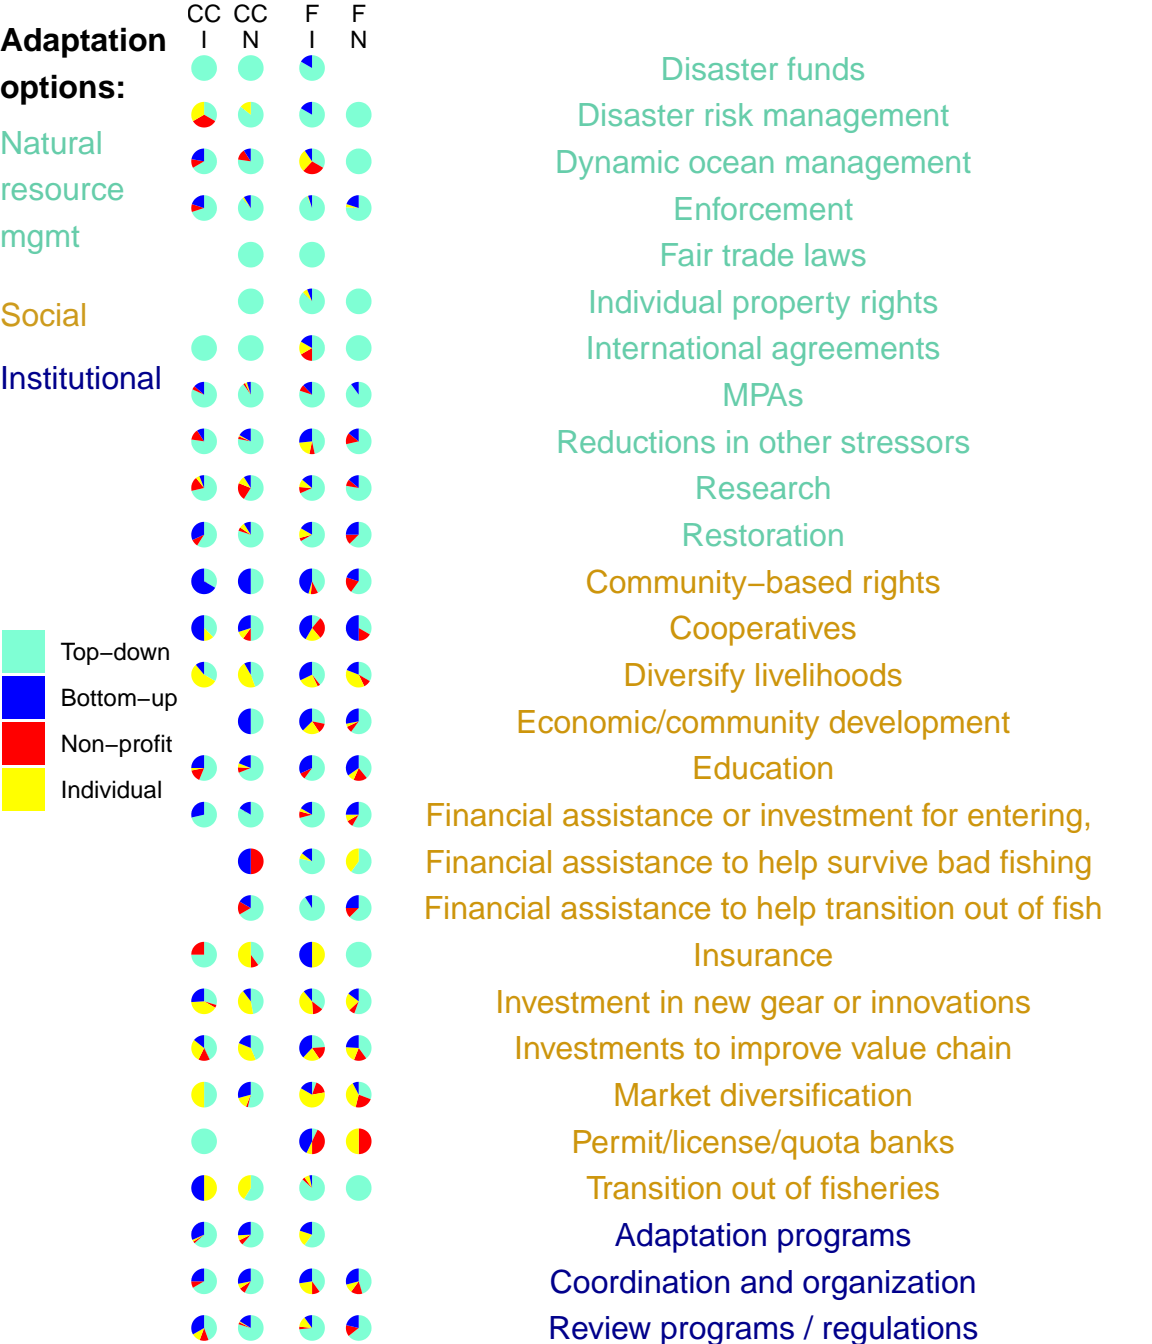 CC CC F F
I N I N
Adaptation
options:
Natural
resource
mgmt
Social
Institutional
Top−down
Bottom−up
Non−profit
Individual
Disaster funds
Disaster risk management
Dynamic ocean management
Enforcement
Fair trade laws
Individual property rights
International agreements
MPAs
Reductions in other stressors
Research
Restoration
Community−based rights
Cooperatives
Diversify livelihoods
Economic/community development
Education
Financial assistance or investment for entering,
Financial assistance to help survive bad fishing
Financial assistance to help transition out of fish
Insurance
Investment in new gear or innovations
Investments to improve value chain
Market diversification
Permit/license/quota banks
Transition out of fisheries
Adaptation programs
Coordination and organization
Review programs / regulations